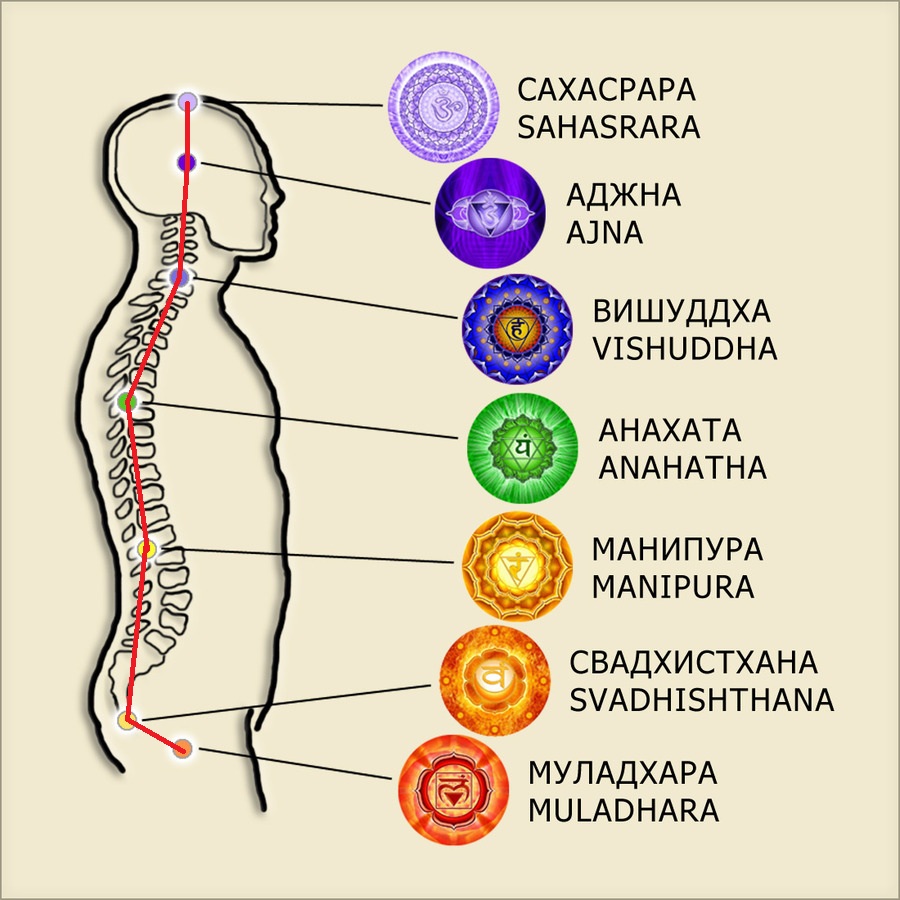 САХАСРАРА
SAHASRARA
АДЖНА
AJNA
ВИШУДДХА
VISHUDDHA
हं
АНАХАТА
ANAHATHA
यं
МАНИПУРА
MANIPURA
रं
СВАДХИСТХАНА
SVADHISHTHANA
वं
МУЛАДХАРА
MULADHARA
लं